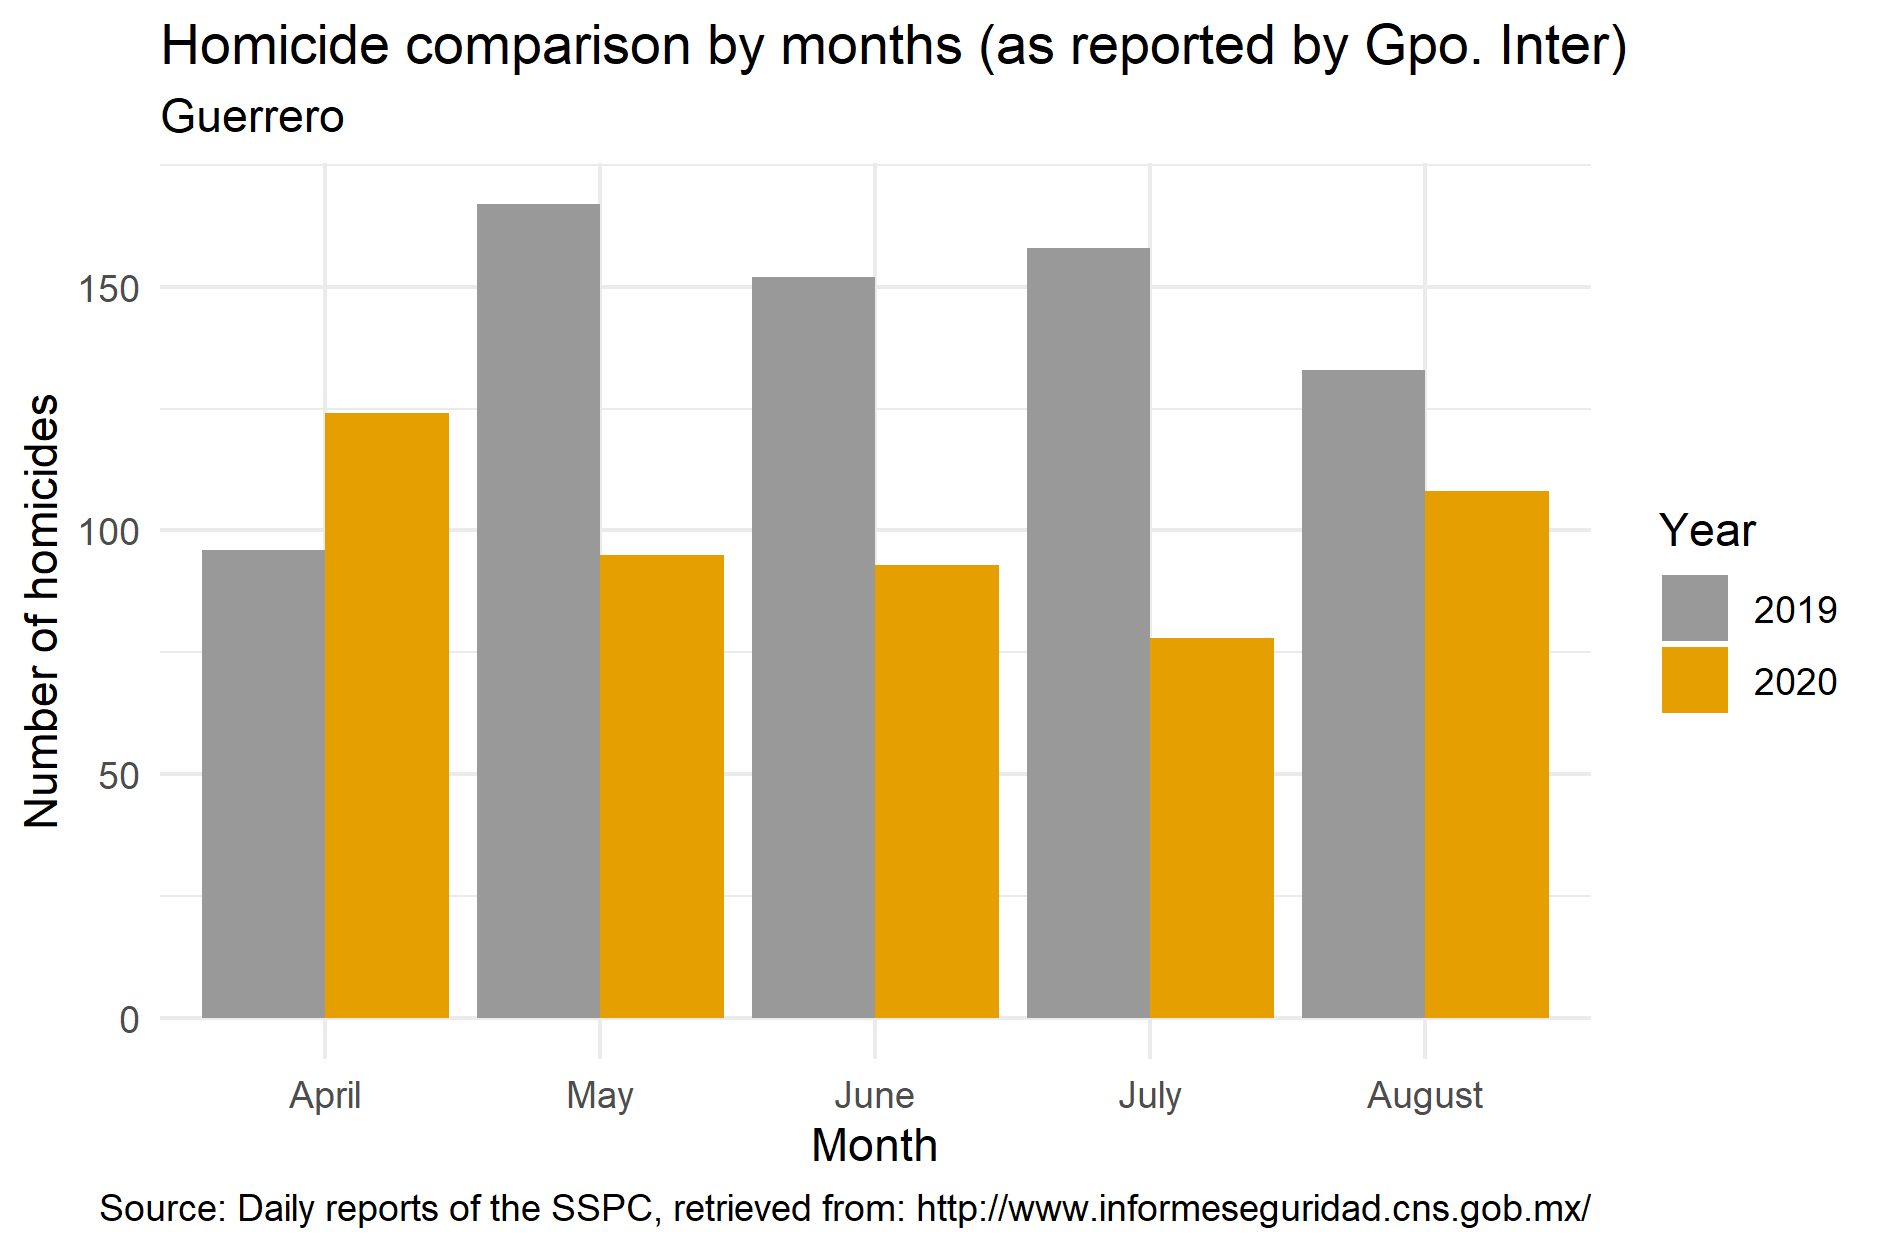 Homicide comparison by months (as reported by Gpo. Inter)
Guerrero
Number of homicides
150
100
50
0
April May June July August
Month
Year
2019
2020
Source: Daily reports of the SSPC, retrieved from: http://www.informeseguridad.cns.gob.mx/